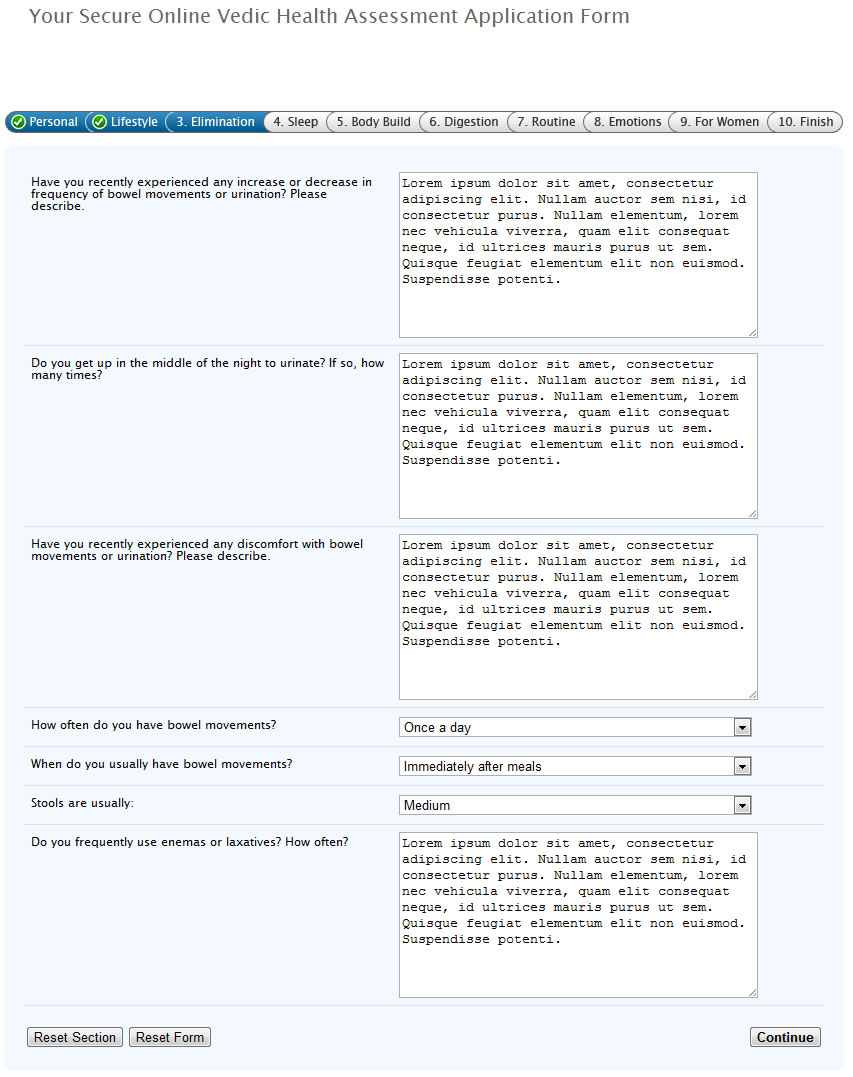 Your Secure Online Vedic Health Assessment Application Form
Personal Lifestyle 3. Elimination 4. Sleep 5. Body Build 6. Digestion 7. Routine 8. Emotions 9. For Women 10. Finish
Have you recently experienced any increase or decrease in
frequency of bowel movements or urination? Please
describe.
Lorem ipsum dolor sit amet, consectetur
adipiscing elit. Nullam auctor sem nisi, id
consectetur purus. Nullam elementum, lorem
nec vehicula viverra, quam elit consequat
neque, id ultrices mauris purus ut sem.
Quisque feugiat elementum elit non euismod.
Suspendisse potenti.
Do you get up in the middle of the night to urinate? If so, how
many times?
Lorem ipsum dolor sit amet, consectetur
adipiscing elit. Nullam auctor sem nisi, id
consectetur purus. Nullam elementum, lorem
nec vehicula viverra, quam elit consequat
neque, id ultrices mauris purus ut sem.
Quisque feugiat elementum elit non euismod.
Suspendisse potenti.
Have you recently experienced any discomfort with bowel
movements or urination? Please describe.
Lorem ipsum dolor sit amet, consectetur
adipiscing elit. Nullam auctor sem nisi, id
consectetur purus. Nullam elementum, lorem
nec vehicula viverra, quam elit consequat
neque, id ultrices mauris purus ut sem.
Quisque feugiat elementum elit non euismod.
Suspendisse potenti.
How often do you have bowel movements? Once a day
When do you usually have bowel movements? Immediately after meals
Stools are usually: Medium
Do you frequently use enemas or laxatives? How often?
Lorem ipsum dolor sit amet, consectetur
adipiscing elit. Nullam auctor sem nisi, id
consectetur purus. Nullam elementum, lorem
nec vehicula viverra, quam elit consequat
neque, id ultrices mauris purus ut sem.
Quisque feugiat elementum elit non euismod.
Suspendisse potenti.
Reset Section Reset Form Continue